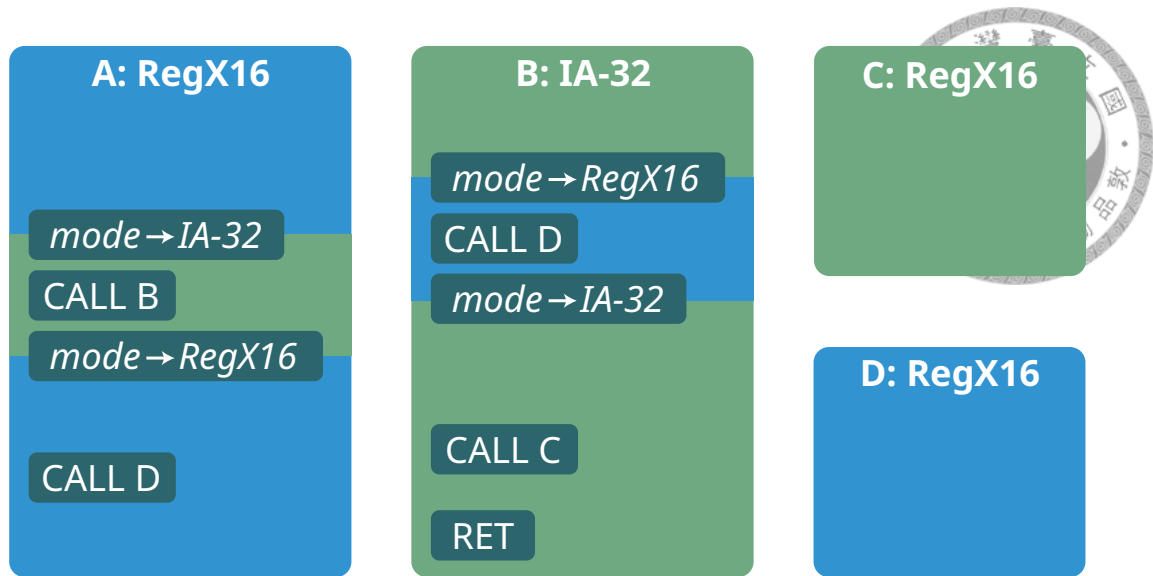 A: RegX16
mode→IA-32
CALL B
mode→RegX16
CALL D
B: IA-32
mode→RegX16
CALL D
mode→IA-32
CALL C
RET
C: RegX16
D: RegX16